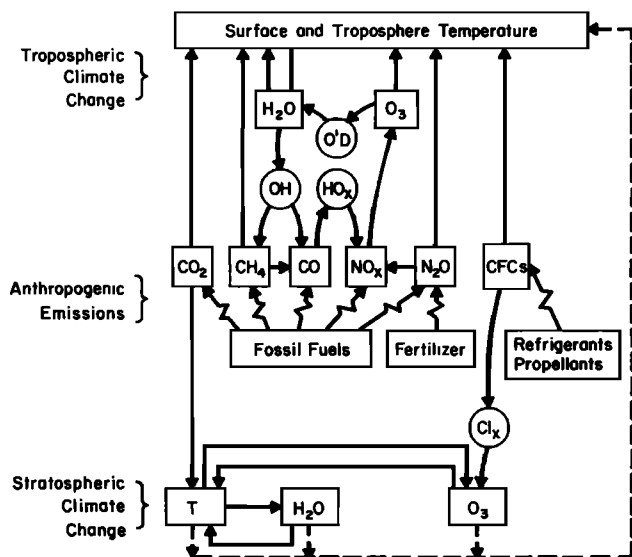 Surface and Troposphere Temperature
Tropospheric
Climate
Change
H₂O
O₃
O'D
OH
HOₓ
CO₂
CH₄
CO
NOₓ
N₂O
CFCs
Anthropogenic
Emissions
Fossil Fuels
Fertilizer
Refrigerants
Propellants
Clₓ
Stratospheric
Climate
Change
T
H₂O
O₃